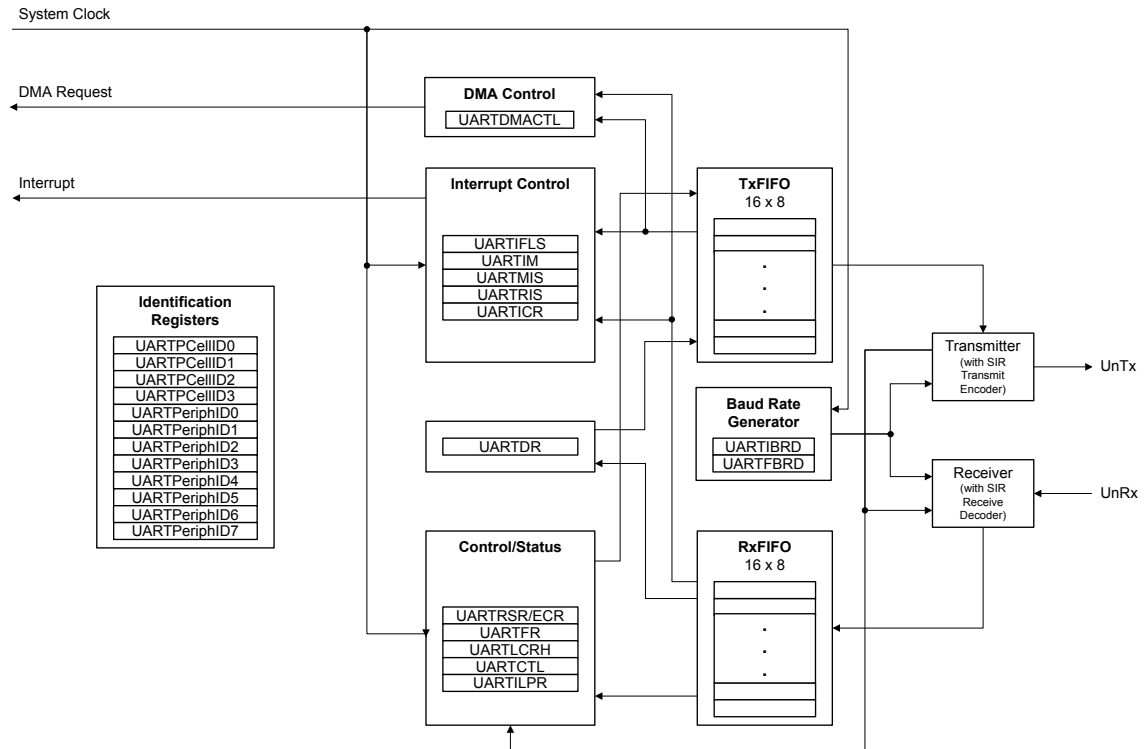 System Clock
DMA Request
DMA Control
UARTDMACTL
Interrupt
Interrupt Control
UARTIFLS
UARTIM
UARTMIS
UARTRIS
UARTICR
TxFIFO
16 x 8
.
.
.
Identification
Registers
UARTPCellID0
UARTPCellID1
UARTPCellID2
UARTPCellID3
UARTPeriphID0
UARTPeriphID1
UARTPeriphID2
UARTPeriphID3
UARTPeriphID4
UARTPeriphID5
UARTPeriphID6
UARTPeriphID7
UARTDR
Baud Rate
Generator
UARTIBRD
UARTFBRD
Transmitter
(with SIR
Transmit
Encoder)
UnTx
Receiver
(with SIR
Receive
Decoder)
UnRx
Control/Status
UARTRSR/ECR
UARTFR
UARTLCRH
UARTCTL
UARTILPR
RxFIFO
16 x 8
.
.
.